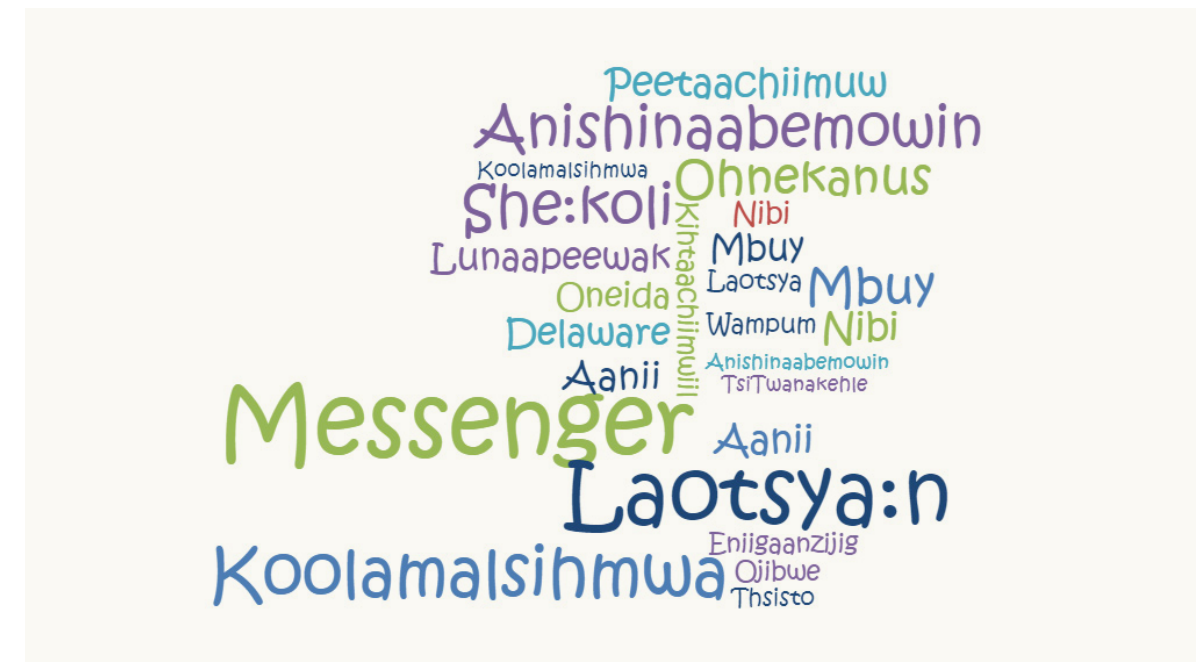 Peetaachiimuw
Anishinaabemowin
Koolamalsihmwa
Ohnekanus
She:koli
Kihtaachiimwiil
Nibi
Lunaapeewak
Mbuy
Laotsya
Mbuy
Oneida
Delaware
Wampum
Nibi
Aanii
Anishinaabemowin
TsiTwanakehle
Messenger
Aanii
Laotsya:n
Eniigaanzijig
Koolamalsihmwa
Ojibwe
Thsisto